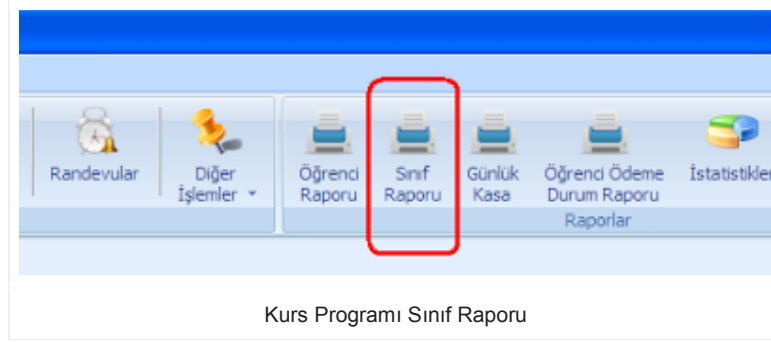 Randevular
Diğer
İşlemler
Öğrenci
Raporu
Sınıf
Raporu
Günlük
Kasa
Öğrenci Ödeme
Durum Raporu
İstatistikler
Raporlar
Kurs Programı Sınıf Raporu